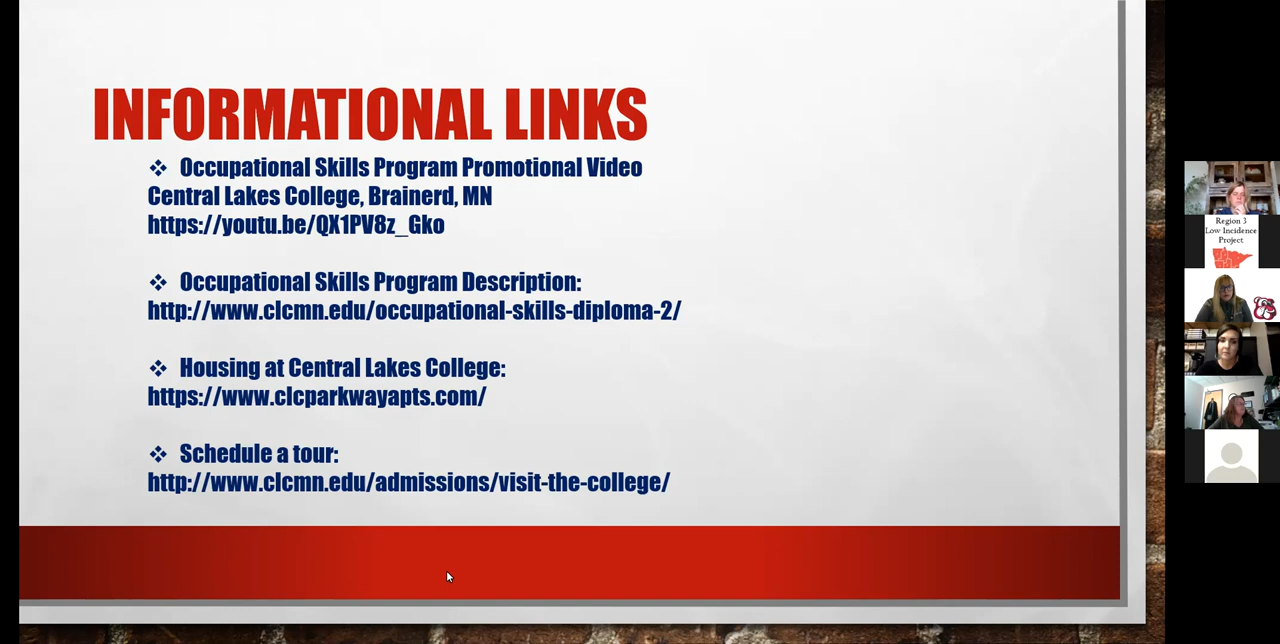 INFORMATIONAL LINKS
❖ Occupational Skills Program Promotional Video
Central Lakes College, Brainerd, MN
https://youtu.be/QX1PV8z_Gko
❖ Occupational Skills Program Description:
http://www.clcmn.edu/occupational-skills-diploma-2/
❖ Housing at Central Lakes College:
https://www.clcparkwayapts.com/
❖ Schedule a tour:
http://www.clcmn.edu/admissions/visit-the-college/
Region 3
Low Incidence
Project